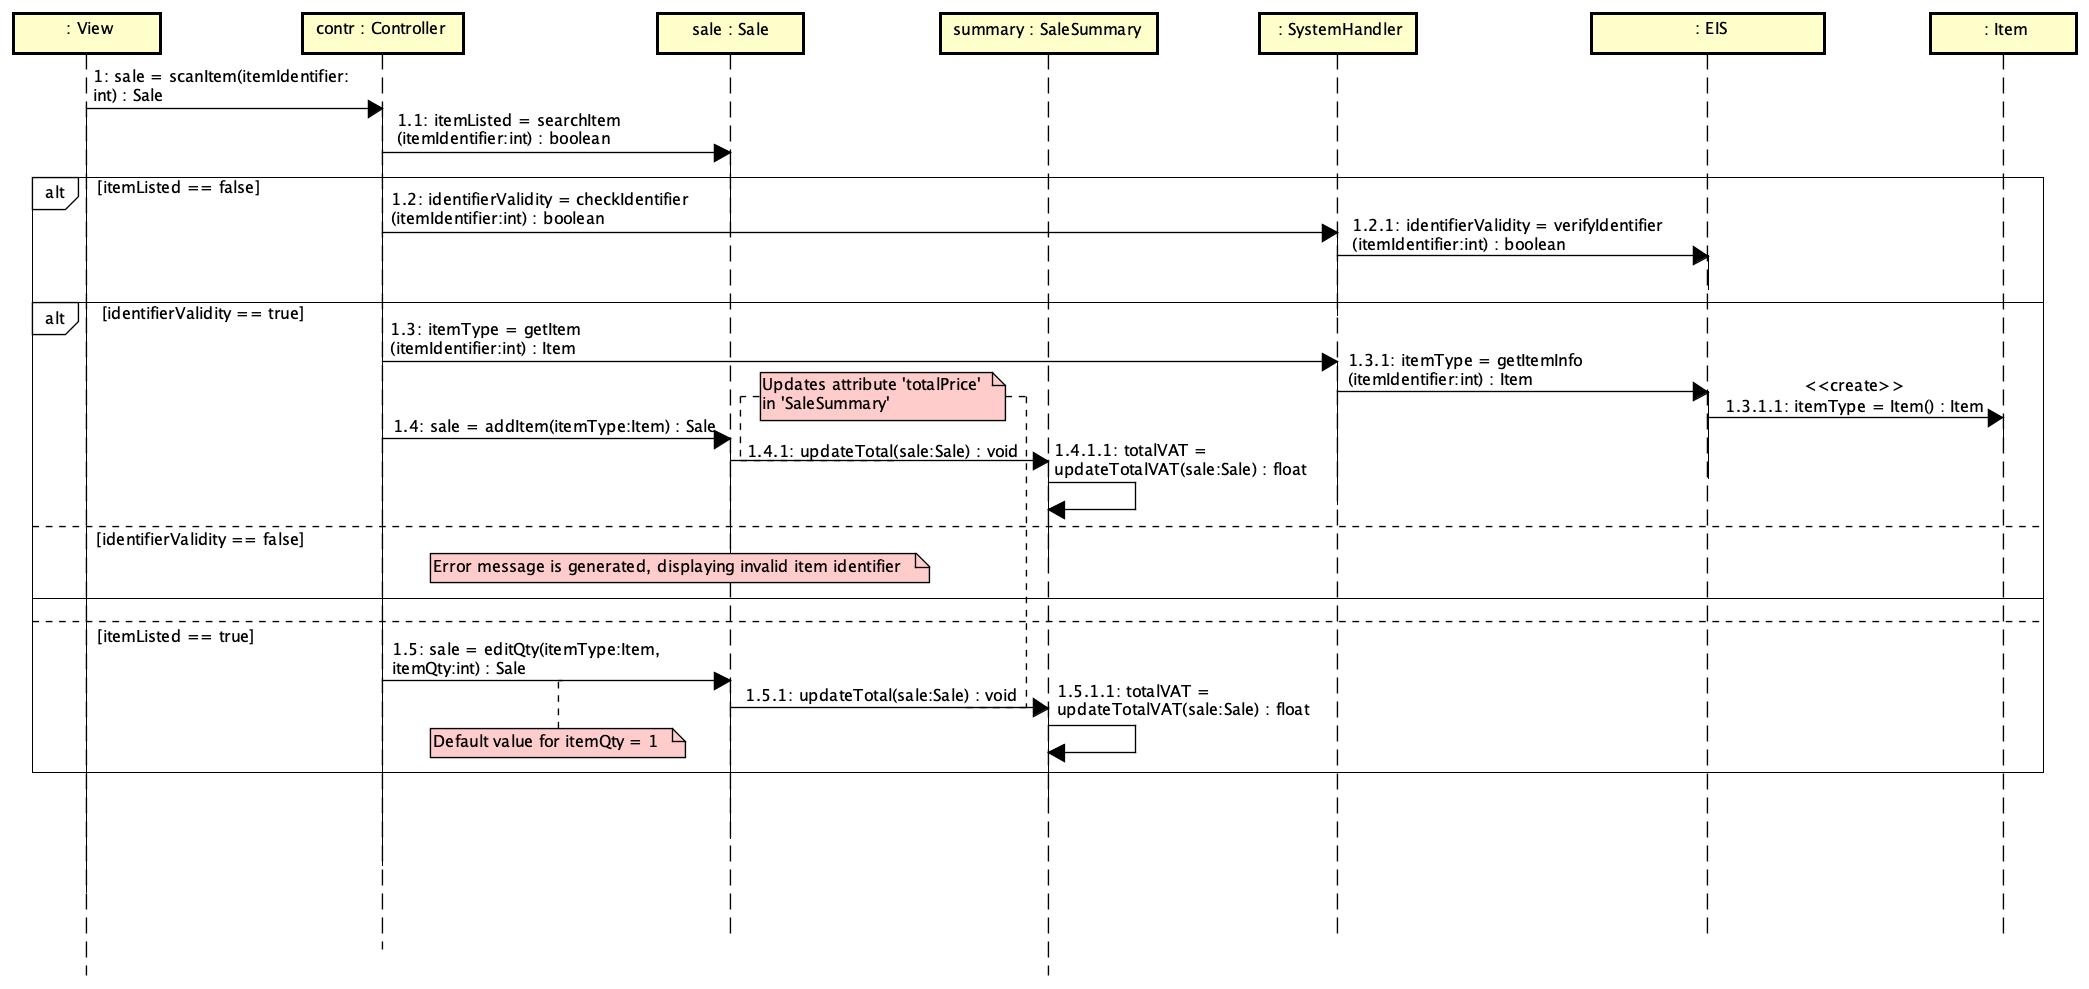 : View
contr : Controller
sale : Sale
summary : SaleSummary
: SystemHandler
: EIS
: Item
1: sale = scanItem(itemIdentifier:
int) : Sale
1.1: itemListed = searchItem
(itemIdentifier:int) : boolean
alt
[itemListed == false]
1.2: identifierValidity = checkIdentifier
(itemIdentifier:int) : boolean
1.2.1: identifierValidity = verifyIdentifier
(itemIdentifier:int) : boolean
alt
[identifierValidity == true]
1.3: itemType = getItem
(itemIdentifier:int) : Item
1.3.1: itemType = getItemInfo
(itemIdentifier:int) : Item
<<create>>
1.3.1.1: itemType = Item() : Item
Updates attribute 'totalPrice'
in 'SaleSummary'
1.4: sale = addItem(itemType:Item) : Sale
1.4.1: updateTotal(sale:Sale) : void
1.4.1.1: totalVAT =
updateTotalVAT(sale:Sale) : float
[identifierValidity == false]
Error message is generated, displaying invalid item identifier
[itemListed == true]
1.5: sale = editQty(itemType:Item,
itemQty:int) : Sale
1.5.1: updateTotal(sale:Sale) : void
1.5.1.1: totalVAT =
updateTotalVAT(sale:Sale) : float
Default value for itemQty = 1